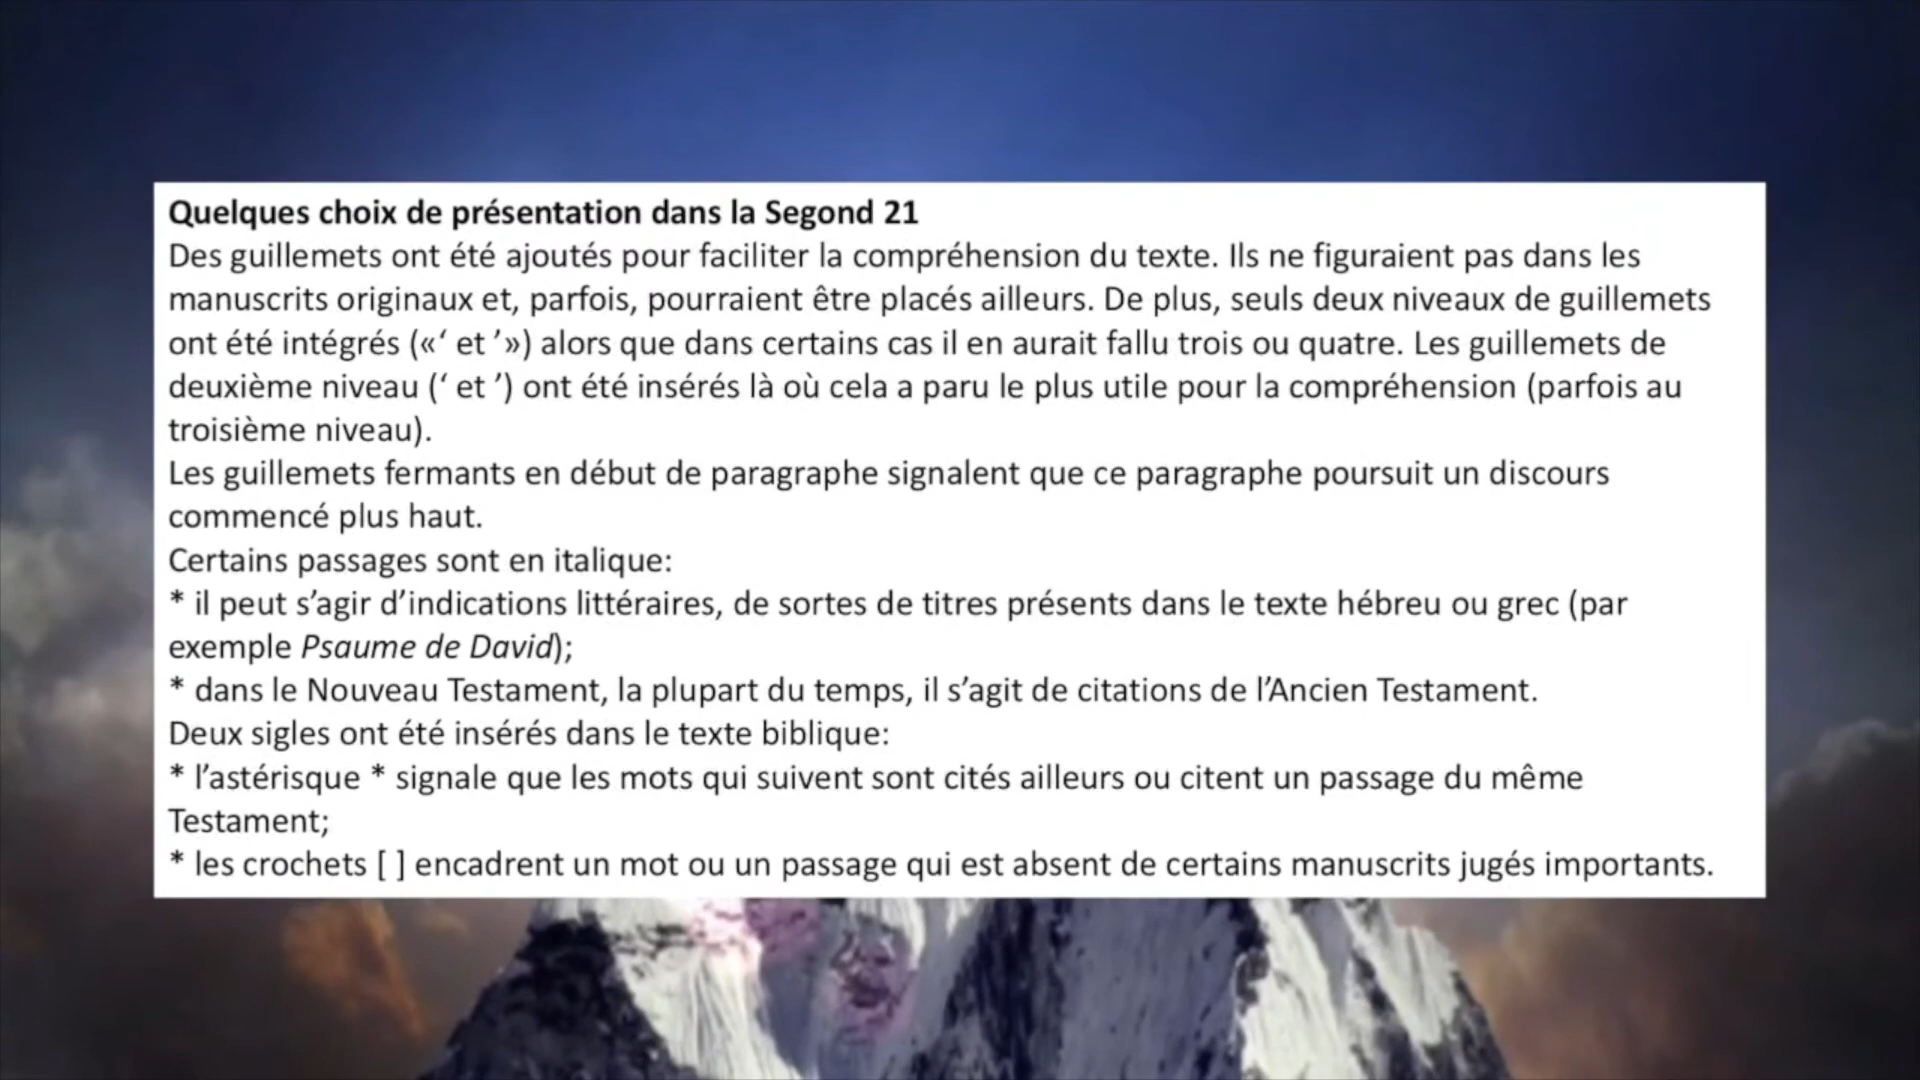 Quelques choix de présentation dans la Segond 21
Des guillemets ont été ajoutés pour faciliter la compréhension du texte. Ils ne figuraient pas dans les
manuscrits originaux et, parfois, pourraient être placés ailleurs. De plus, seuls deux niveaux de guillemets
ont été intégrés («‘ et ’») alors que dans certains cas il en aurait fallu trois ou quatre. Les guillemets de
deuxième niveau (‘ et ’) ont été insérés là où cela a paru le plus utile pour la compréhension (parfois au
troisième niveau).
Les guillemets fermants en début de paragraphe signalent que ce paragraphe poursuit un discours
commencé plus haut.
Certains passages sont en italique:
* il peut s’agir d’indications littéraires, de sortes de titres présents dans le texte hébreu ou grec (par
exemple Psaume de David);
* dans le Nouveau Testament, la plupart du temps, il s’agit de citations de l’Ancien Testament.
Deux sigles ont été insérés dans le texte biblique:
* l’astérisque * signale que les mots qui suivent sont cités ailleurs ou citent un passage du même
Testament;
* les crochets [ ] encadrent un mot ou un passage qui est absent de certains manuscrits jugés importants.